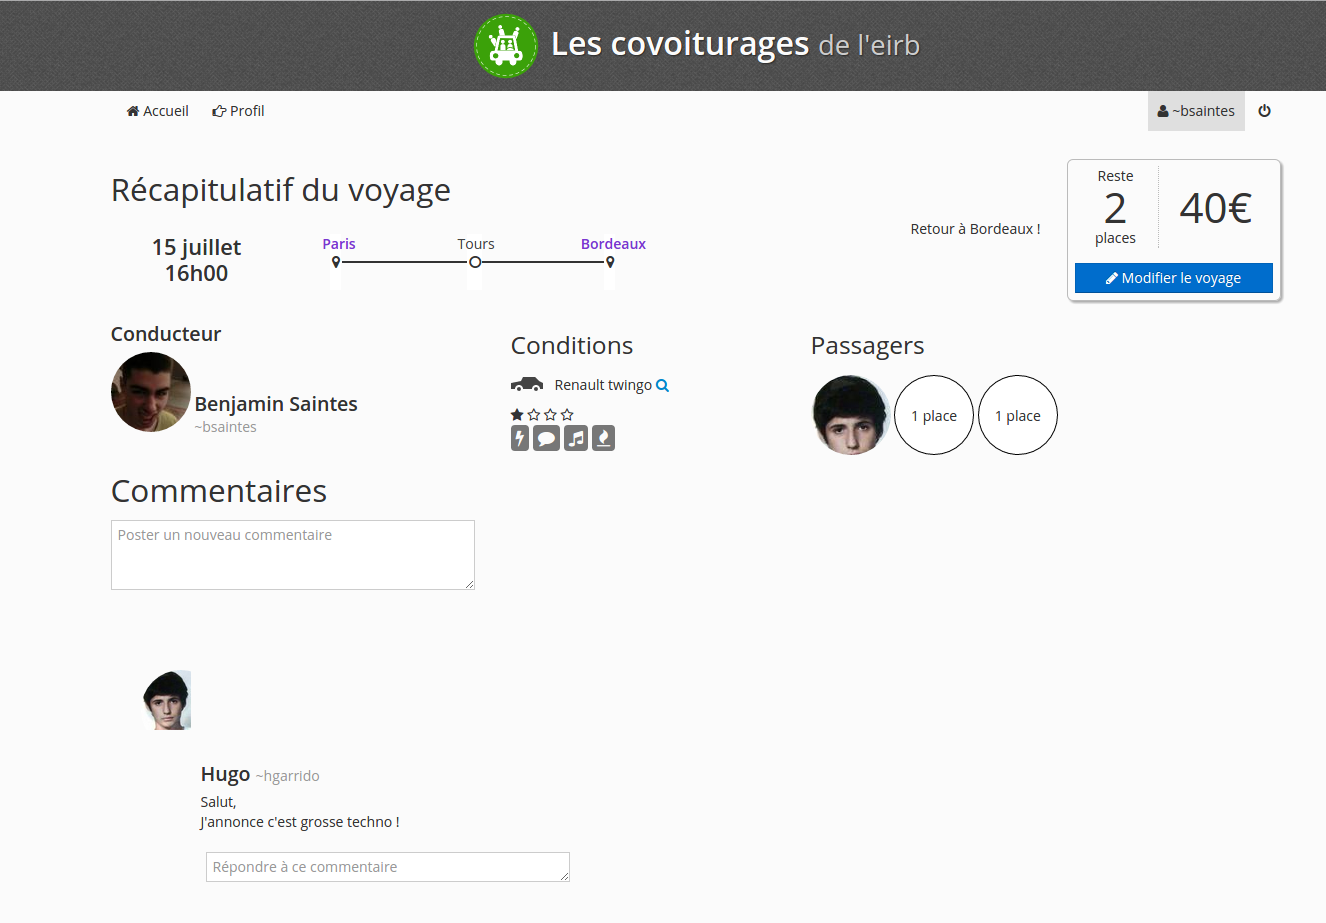 Les covoiturages de l'eirb
Accueil
Profil
~bsaintes
Récapitulatif du voyage
15 juillet
16h00
Paris
Tours
Bordeaux
Retour à Bordeaux !
Reste
2
places
40€
Modifier le voyage
Conducteur
Benjamin Saintes
~bsaintes
Conditions
Renault twingo
Passagers
1 place
1 place
Commentaires
Poster un nouveau commentaire
Hugo ~hgarrido
Salut,
J'annonce c'est grosse techno !
Répondre à ce commentaire